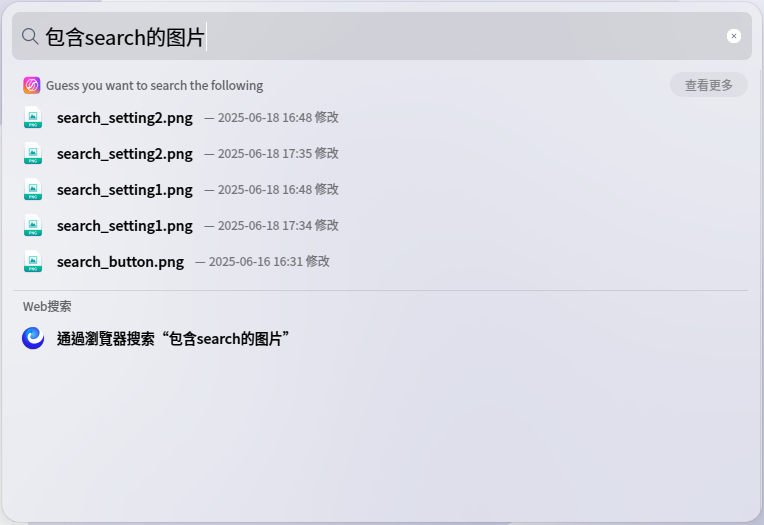 包含search的图片
Guess you want to search the following 查看更多
search_setting2.png — 2025-06-18 16:48 修改
search_setting2.png — 2025-06-18 17:35 修改
search_setting1.png — 2025-06-18 16:48 修改
search_setting1.png — 2025-06-18 17:34 修改
search_button.png — 2025-06-16 16:31 修改
Web搜索
通過瀏覽器搜索“包含search的图片”